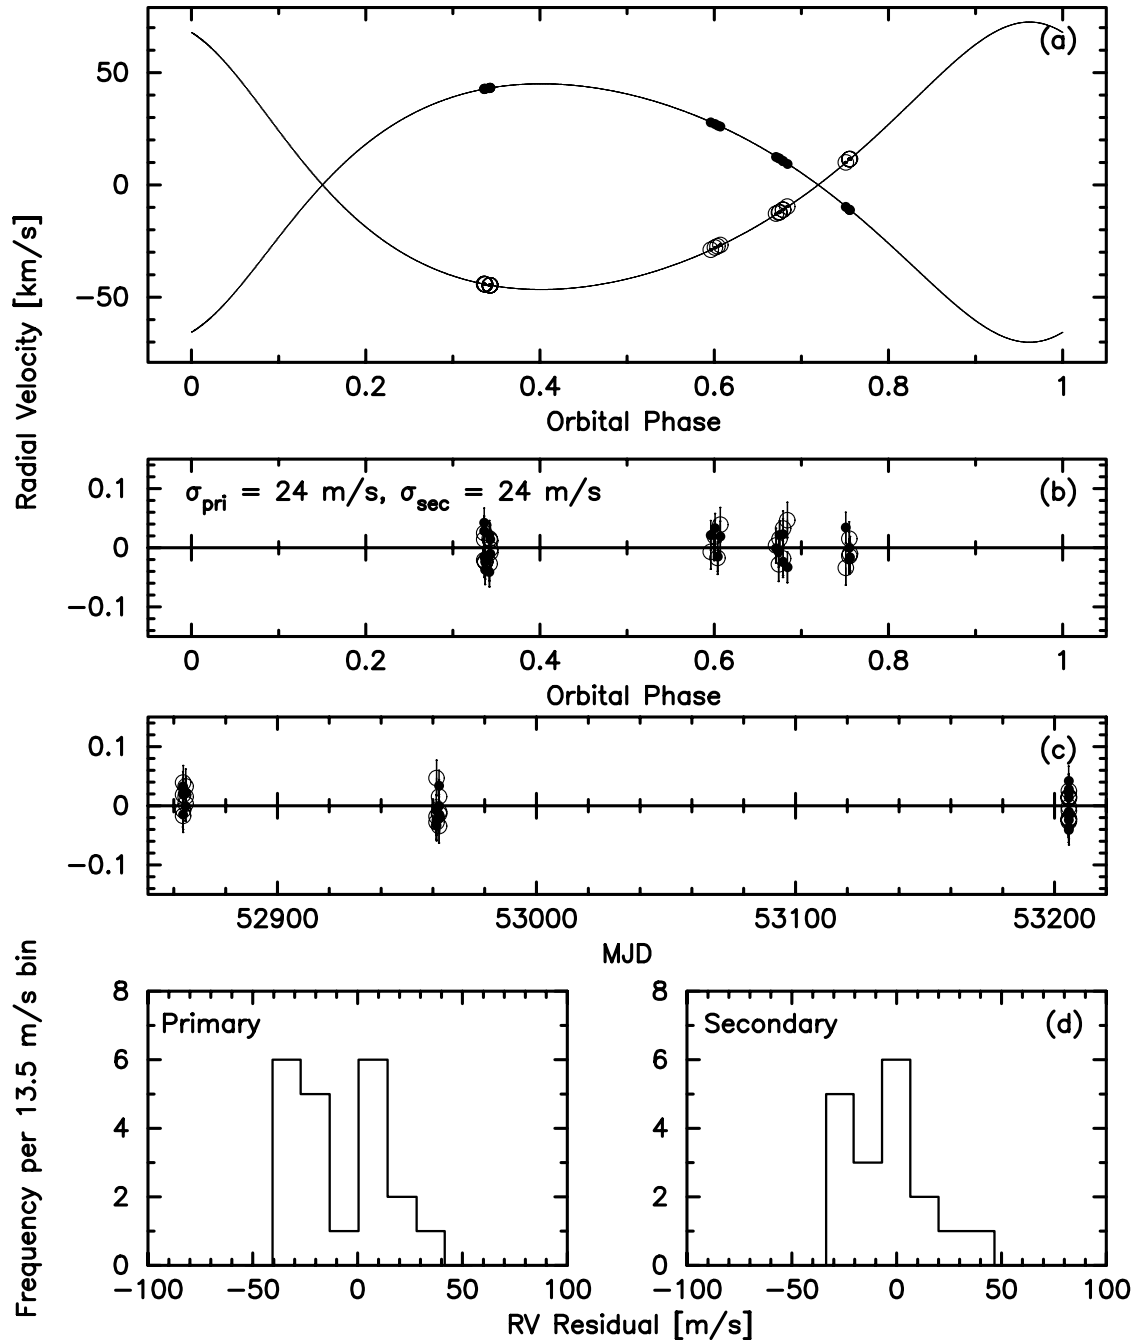 (a)
50
0
−50
0 0.2 0.4 0.6 0.8 1
Orbital Phase
Radial Velocity [km/s]
σpri = 24 m/s, σsec = 24 m/s
(b)
0.1
0
−0.1
0 0.2 0.4 0.6 0.8 1
Orbital Phase
(c)
0.1
0
−0.1
52900 53000 53100 53200
MJD
Frequency per 13.5 m/s bin
Primary
8
6
4
2
0
−100 −50 0 50 100
Secondary
(d)
8
6
4
2
0
−100 −50 0 50 100
RV Residual [m/s]